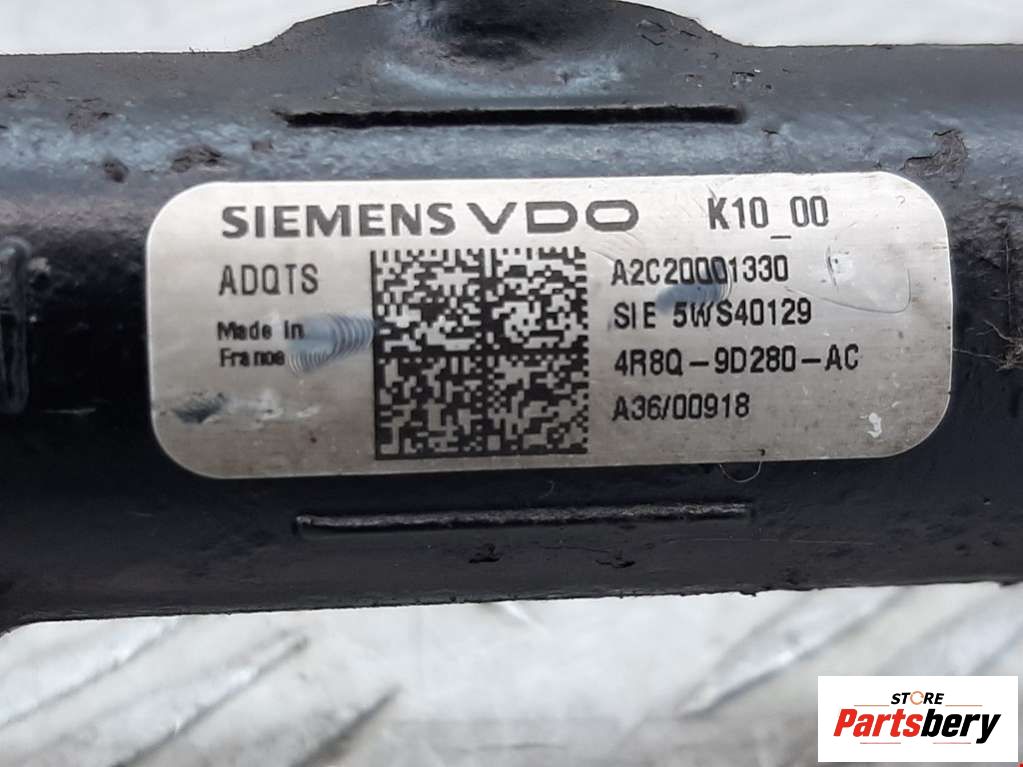 SIEMENS VDO K10_00
ADQTS A2C20001330
SIE 5WS40129
Made in
France
4R8Q-9D280-AC
A36/00918
STORE
Partsbery